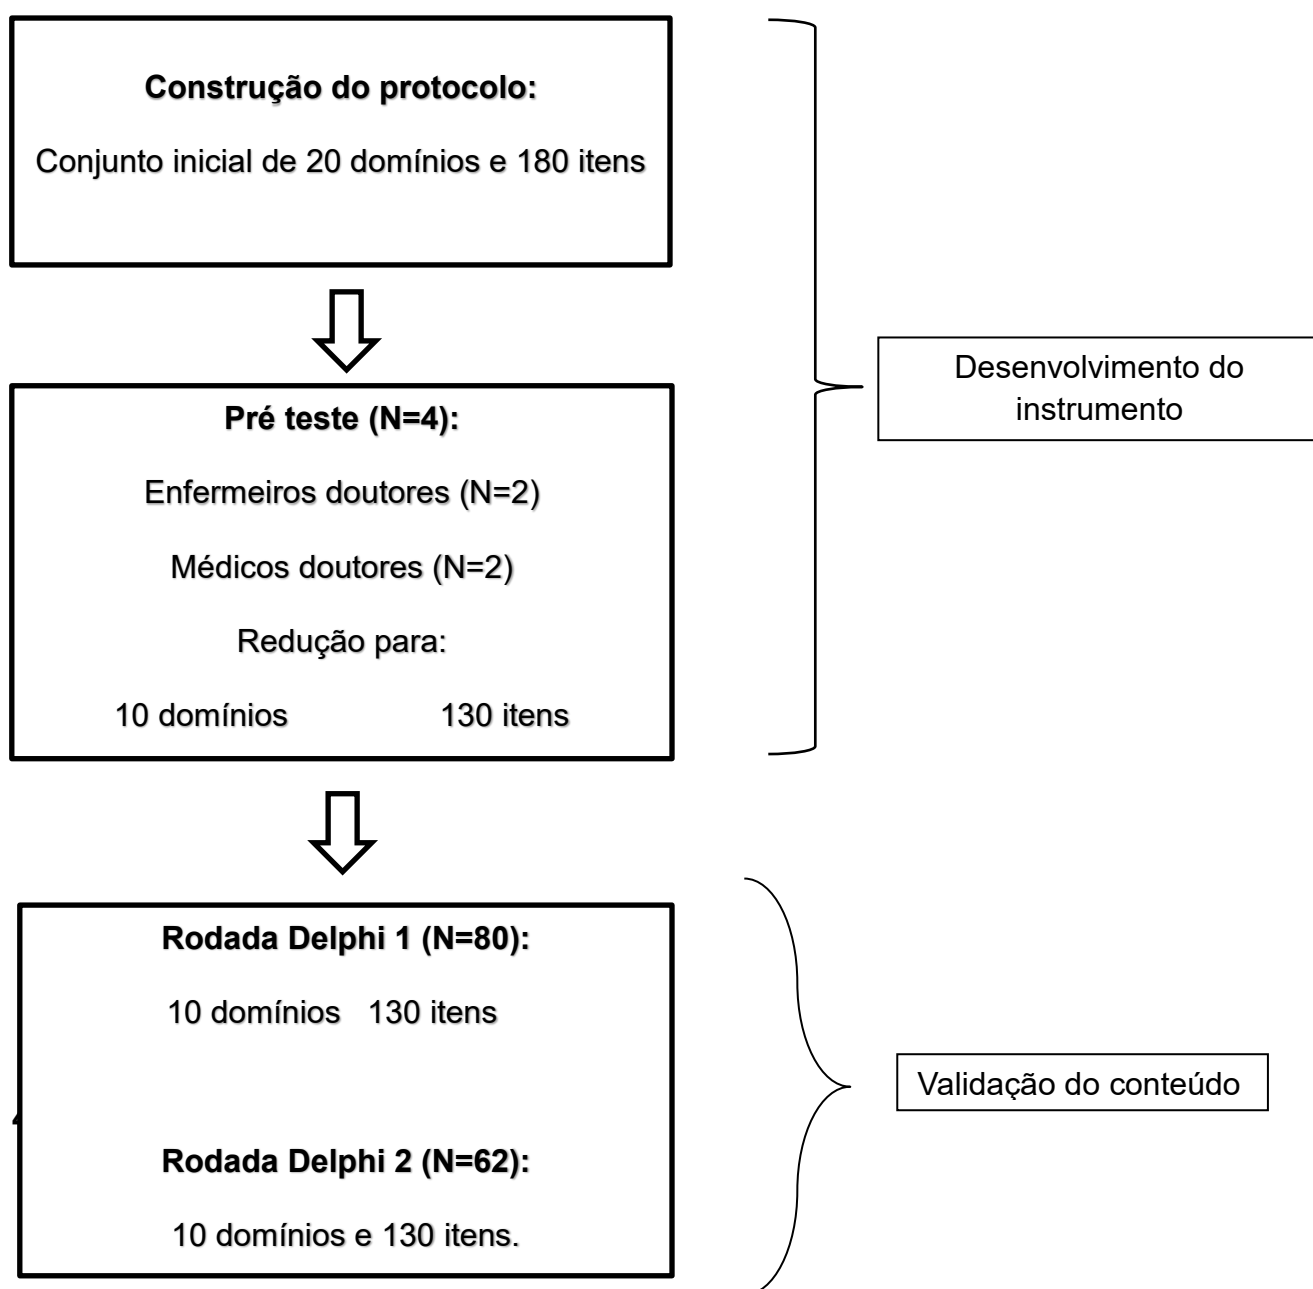 Construção do protocolo:
Conjunto inicial de 20 domínios e 180 itens
Pré teste (N=4):
Enfermeiros doutores (N=2)
Médicos doutores (N=2)
Redução para:
10 domínios 130 itens
Desenvolvimento do
instrumento
Rodada Delphi 1 (N=80):
10 domínios 130 itens
Rodada Delphi 2 (N=62):
10 domínios e 130 itens.
Validação do conteúdo